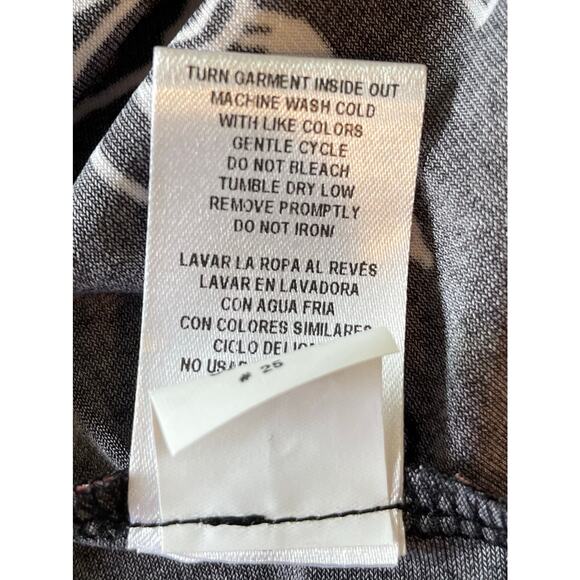 TURN GARMENT INSIDE OUT
MACHINE WASH COLD
WITH LIKE COLORS
GENTLE CYCLE
DO NOT BLEACH
TUMBLE DRY LOW
REMOVE PROMPTLY
DO NOT IRON/
LAVAR LA ROPA AL REVÉS
LAVAR EN LAVADORA
CON AGUA FRIA
CON COLORES SIMILARES
CICLO
NO
# 25